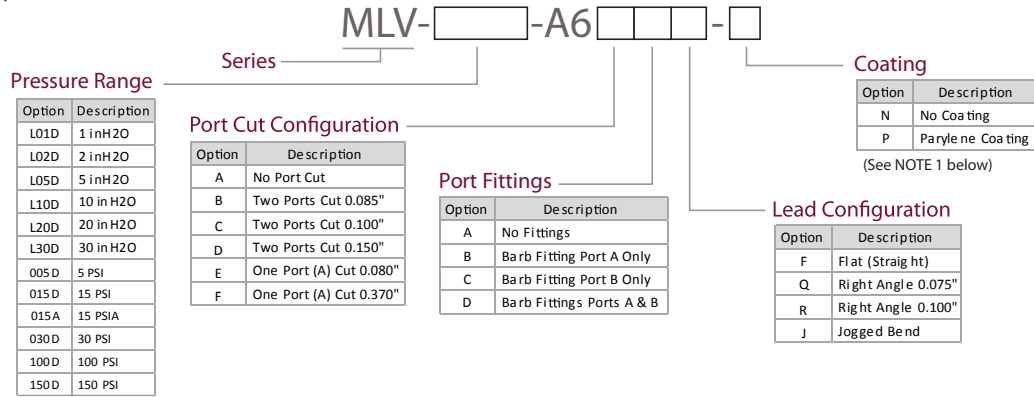 MLV- -A6 -
Series
Pressure Range
Option Description
L01D 1 inH2O
L02D 2 inH2O
L05D 5 inH2O
L10D 10 inH2O
L20D 20 inH2O
L30D 30 inH2O
005D 5 PSI
015D 15 PSI
015A 15 PSIA
030D 30 PSI
100D 100 PSI
150D 150 PSI
Port Cut Configuration
Option Description
A No Port Cut
B Two Ports Cut 0.085"
C Two Ports Cut 0.100"
D Two Ports Cut 0.150"
E One Port (A) Cut 0.080"
F One Port (A) Cut 0.370"
Port Fittings
Option Description
A No Fittings
B Barb Fitting Port A Only
C Barb Fitting Port B Only
D Barb Fittings Ports A & B
Coating
Option Description
N No Coating
P Parylene Coating
(See NOTE 1 below)
Lead Configuration
Option Description
F Flat (Straight)
Q Right Angle 0.075"
R Right Angle 0.100"
J Jogged Bend